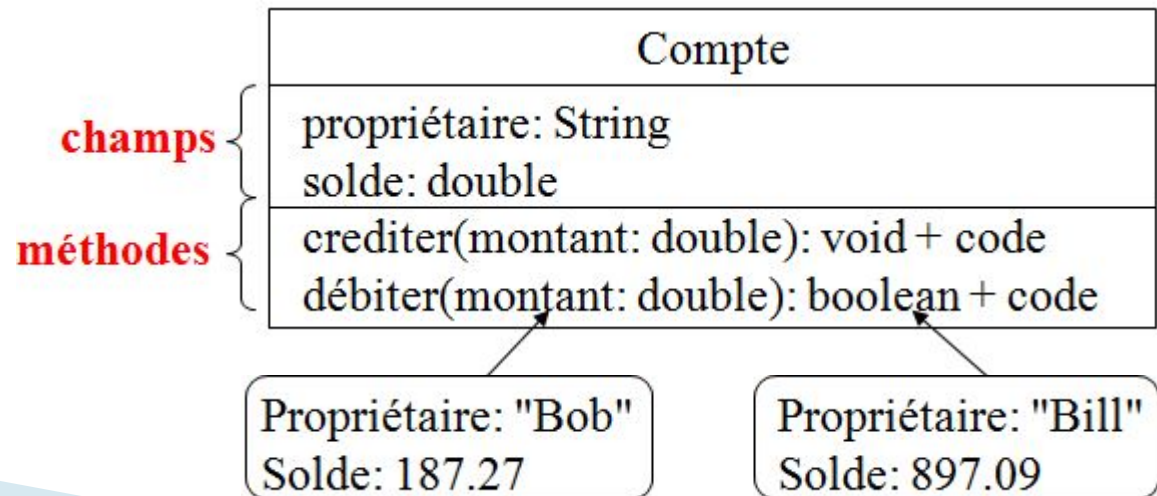 Compte
champs
propriétaire: String
solde: double
méthodes
crediter(montant: double): void + code
débiter(montant: double): boolean + code
Propriétaire: "Bob"
Solde: 187.27
Propriétaire: "Bill"
Solde: 897.09